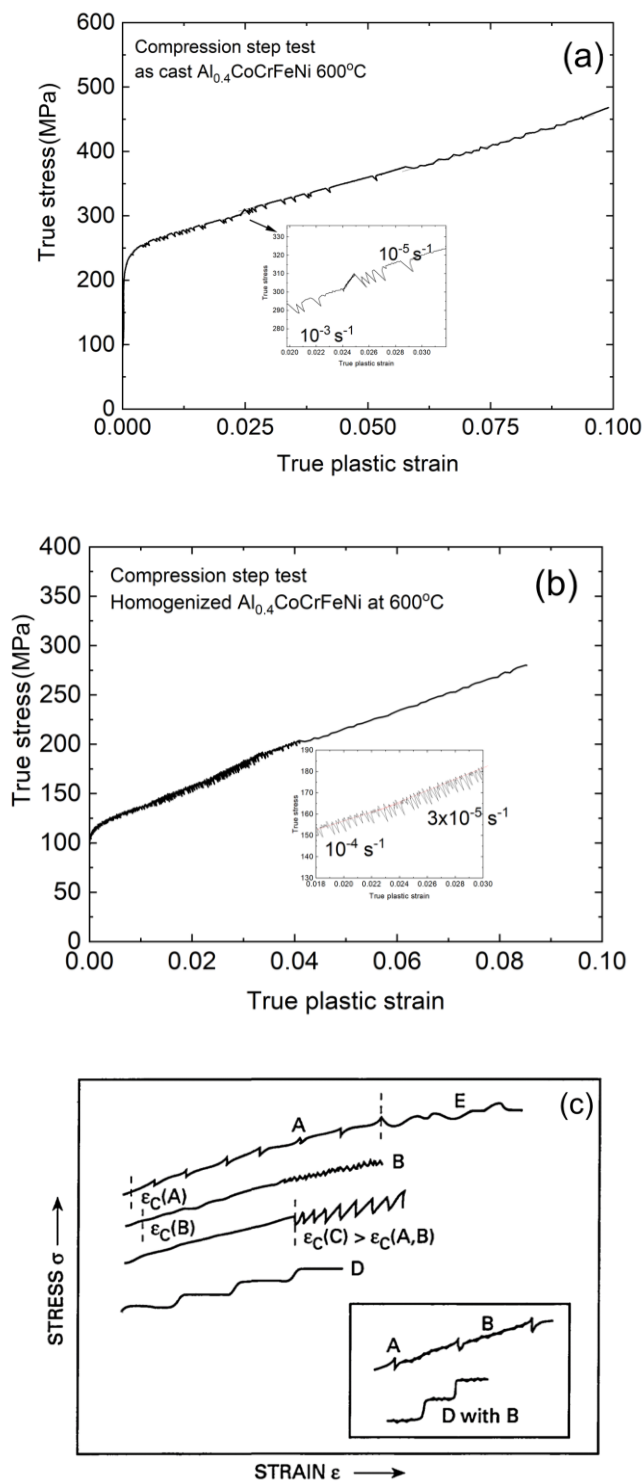 600
500
400
300
200
100
0
True stress(MPa)
Compression step test
as cast Al₀.₄CoCrFeNi 600°C
(a)
330
320
310
300
290
280
270
True stress
10⁻⁵ s⁻¹
10⁻³ s⁻¹
0.020 0.022 0.024 0.026 0.028 0.030
True plastic strain
0.000 0.025 0.050 0.075 0.100
True plastic strain
400
350
300
250
200
150
100
50
0
True stress(MPa)
Compression step test
Homogenized Al₀.₄CoCrFeNi at 600°C
(b)
190
180
170
160
150
140
130
True stress
3x10⁻⁵ s⁻¹
10⁻⁴ s⁻¹
0.018 0.020 0.022 0.024 0.026 0.028 0.030
True plastic strain
0.00 0.02 0.04 0.06 0.08 0.10
True plastic strain
(c)
STRESS σ
A
E
B
εC(A)
εC(B)
εC(C) > εC(A,B)
D
A
B
D with B
STRAIN ε